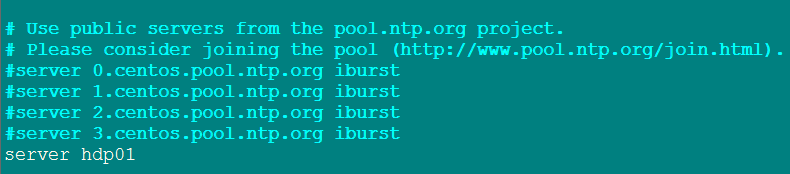 # Use public servers from the pool.ntp.org project.
# Please consider joining the pool (http://www.pool.ntp.org/join.html).
#server 0.centos.pool.ntp.org iburst
#server 1.centos.pool.ntp.org iburst
#server 2.centos.pool.ntp.org iburst
#server 3.centos.pool.ntp.org iburst
server hdp01